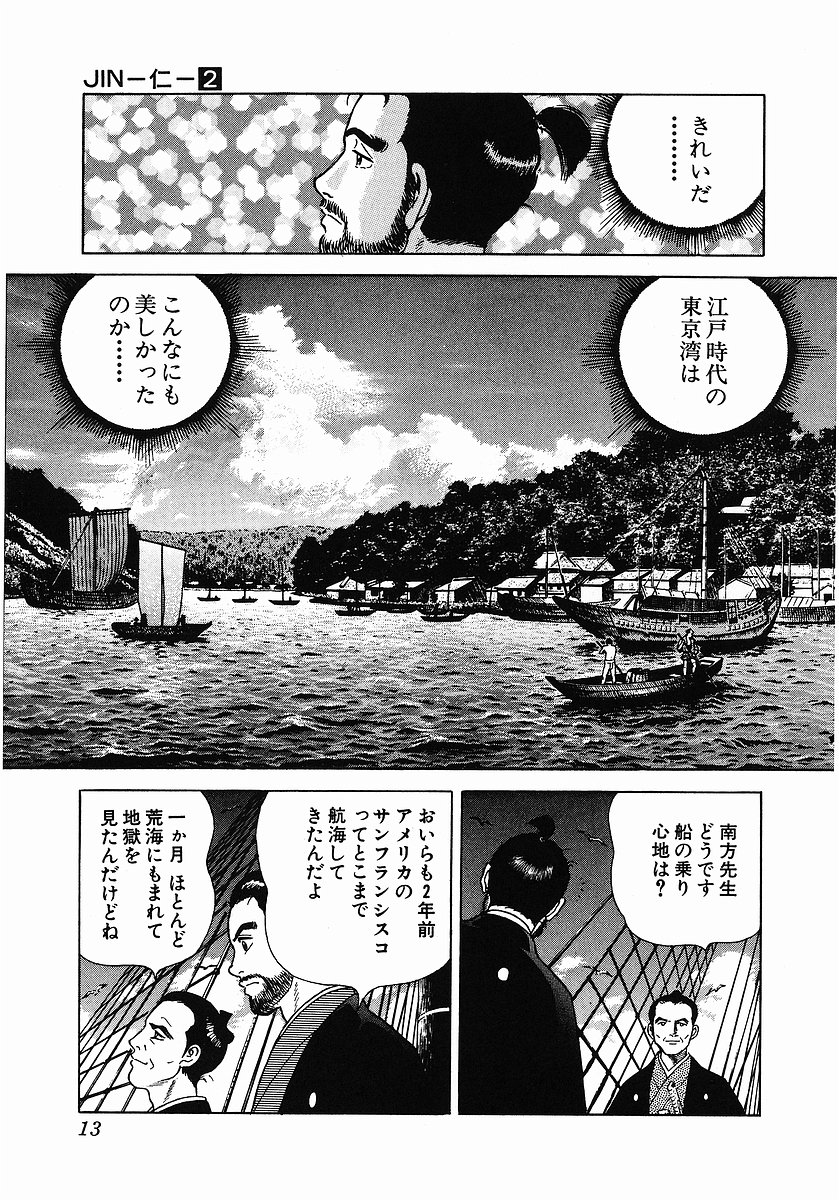 JIN－仁－2
きれいだ
………
江戸時代の
東京湾は
こんなにも
美しかった
のか……
南方先生
どうです
船の乗り
心地は？
おいらも2年前
アメリカの
サンフランシスコ
ってとこまで
航海して
きたんだよ
一か月 ほとんど
荒海にもまれて
地獄を
見たんだけどね
13